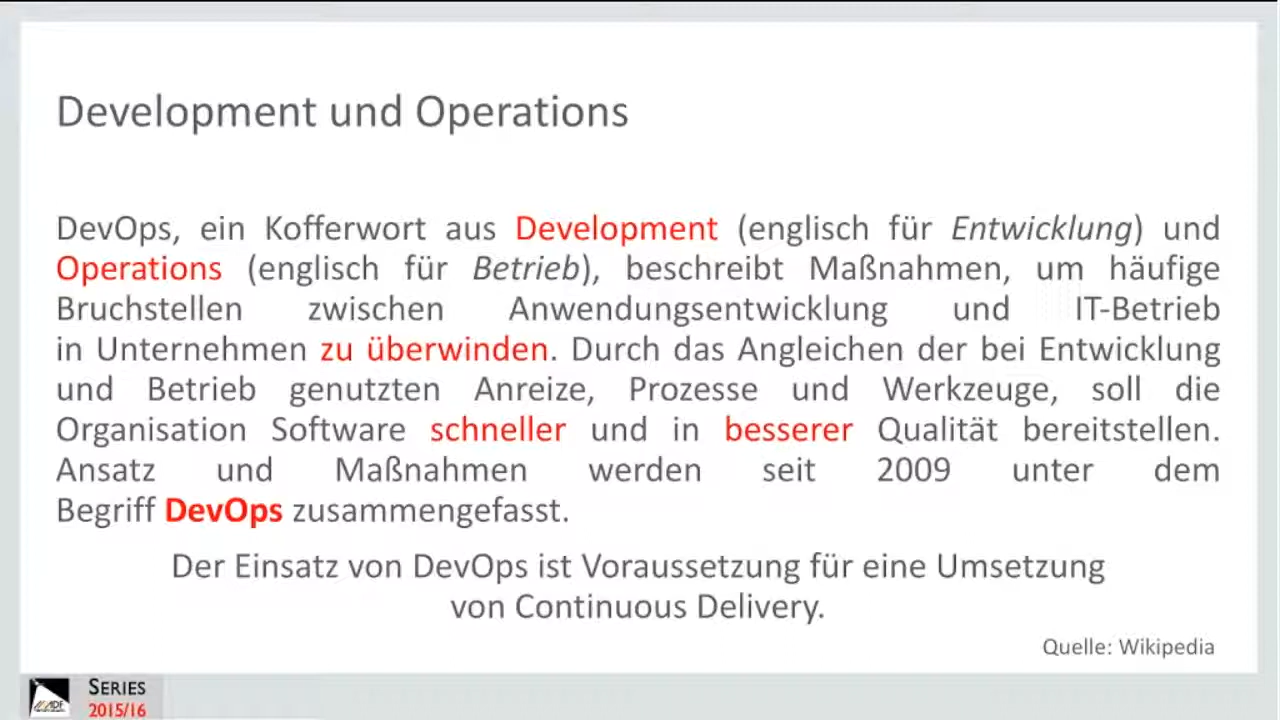 Development und Operations
DevOps, ein Kofferwort aus Development (englisch für Entwicklung) und
Operations (englisch für Betrieb), beschreibt Maßnahmen, um häufige
Bruchstellen zwischen Anwendungsentwicklung und IT-Betrieb
in Unternehmen zu überwinden. Durch das Angleichen der bei Entwicklung
und Betrieb genutzten Anreize, Prozesse und Werkzeuge, soll die
Organisation Software schneller und in besserer Qualität bereitstellen.
Ansatz und Maßnahmen werden seit 2009 unter dem
Begriff DevOps zusammengefasst.
Der Einsatz von DevOps ist Voraussetzung für eine Umsetzung
von Continuous Delivery.
Quelle: Wikipedia
SERIES
2015/16